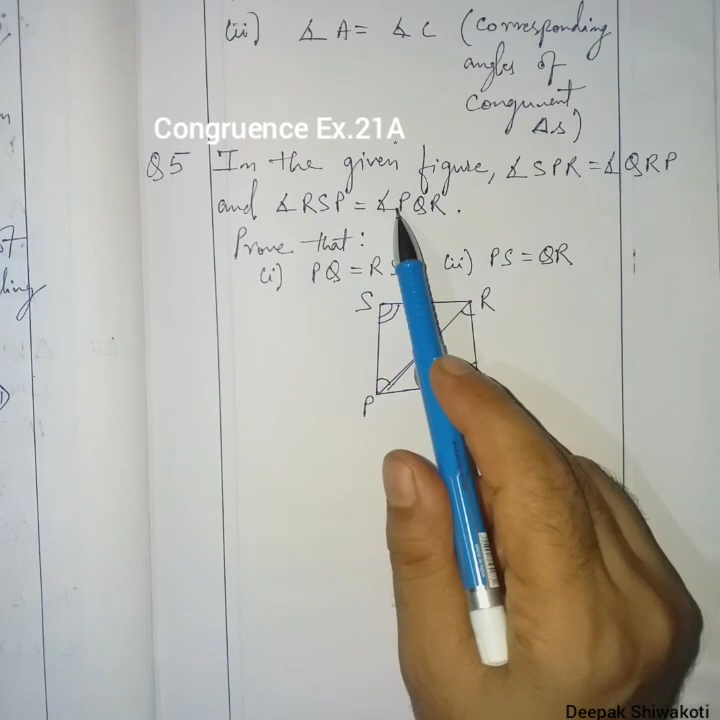 (ii) ∡ A = ∡ C (corresponding
angles of
congruent
Δs)
Congruence Ex.21A
Q5 In the given figure, ∡ SPR = ∡ QRP
and ∡ RSP = ∡ PQR.
Prove that:
(i) PQ = RS (ii) PS = QR
S R
P
Deepak Shiwakoti